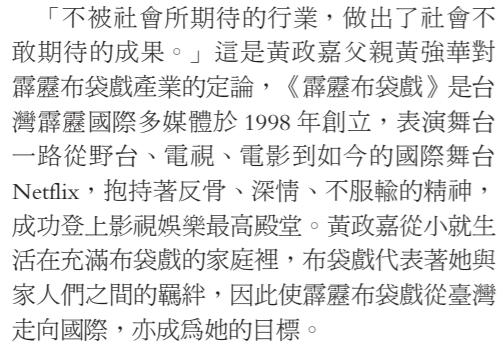 「不被社會所期待的行業，做出了社會不
敢期待的成果。」這是黃政嘉父親黃強華對
霹靂布袋戲產業的定論，《霹靂布袋戲》是台
灣霹靂國際多媒體於 1998 年創立，表演舞台
一路從野台、電視、電影到如今的國際舞台
Netflix，抱持著反骨、深情、不服輸的精神，
成功登上影視娛樂最高殿堂。黃政嘉從小就生
活在充滿布袋戲的家庭裡，布袋戲代表著她與
家人們之間的羈絆，因此使霹靂布袋戲從臺灣
走向國際，亦成為她的目標。